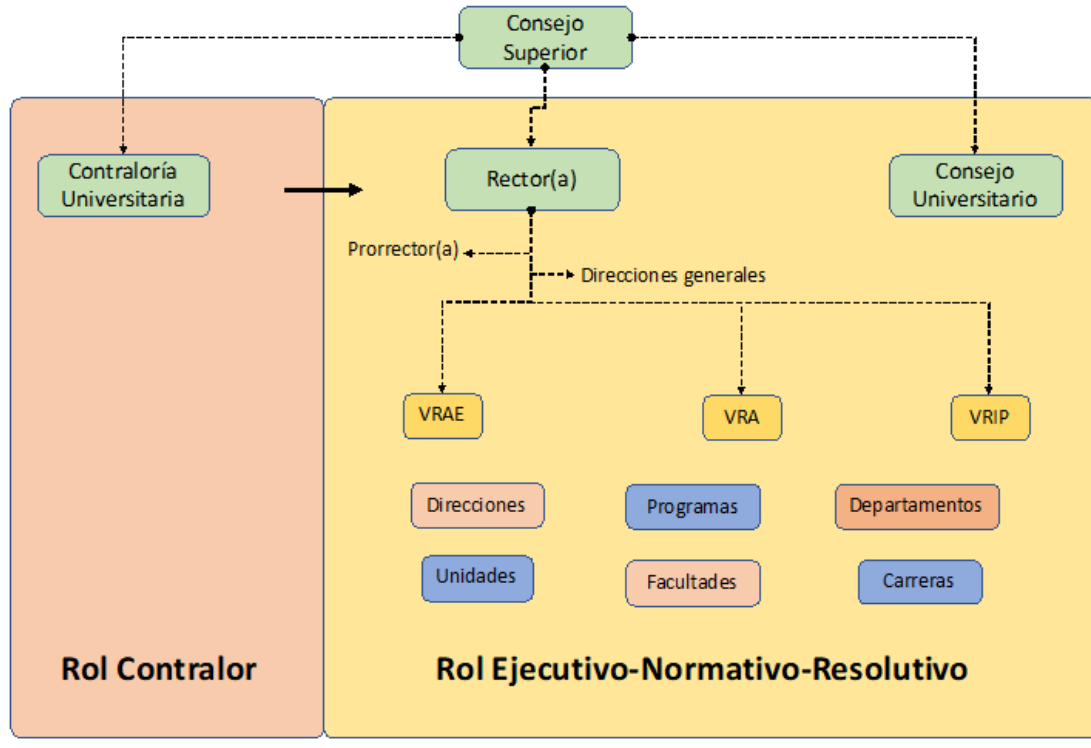 Consejo
Superior
Contraloría
Universitaria
Rector(a)
Consejo
Universitario
Prorrector(a)
Direcciones generales
VRAE
VRA
VRIP
Direcciones
Programas
Departamentos
Unidades
Facultades
Carreras
Rol Contralor
Rol Ejecutivo-Normativo-Resolutivo